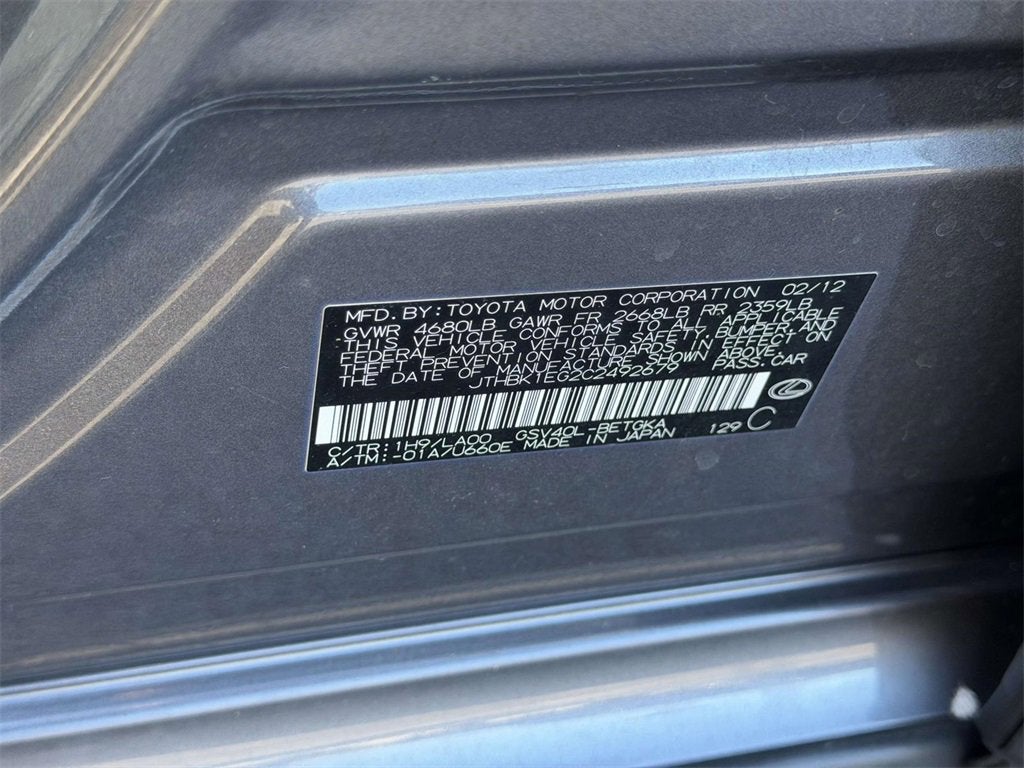 MFD. BY: TOYOTA MOTOR CORPORATION 02/12
GVWR 4680LB GAWR FR 2668LB RR 2359LB
THIS VEHICLE CONFORMS TO ALL APPLICABLE
FEDERAL MOTOR VEHICLE SAFETY, BUMPER, AND
THEFT PREVENTION STANDARDS IN EFFECT ON
THE DATE OF MANUFACTURE SHOWN ABOVE.
JTHBK1EG2C2492679 PASS. CAR
C/TR: 1H9/LA00 GSV40L-BETGKA
A/TM: -01A/U660E MADE IN JAPAN 129 C